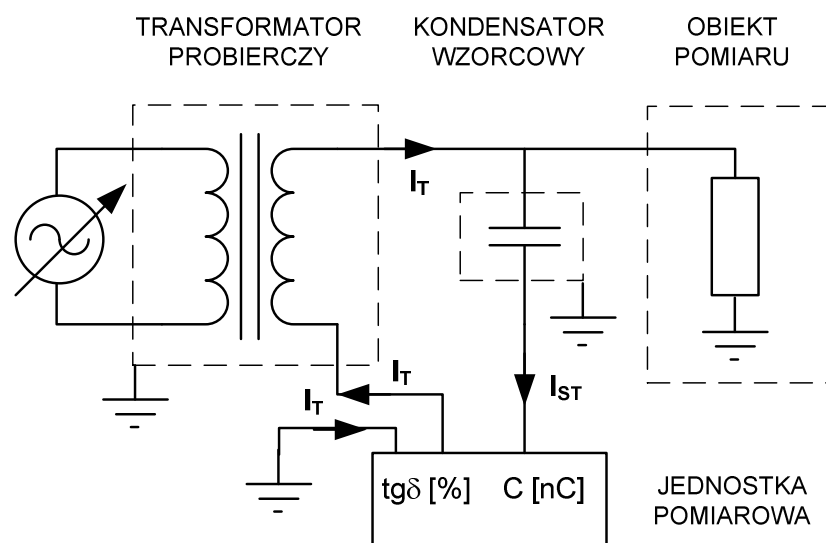 TRANSFORMATOR
PROBIERCZY
KONDENSATOR
WZORCOWY
OBIEKT
POMIARU
I_T
I_T
I_T
I_ST
tgδ [%]
C [nC]
JEDNOSTKA
POMIAROWA